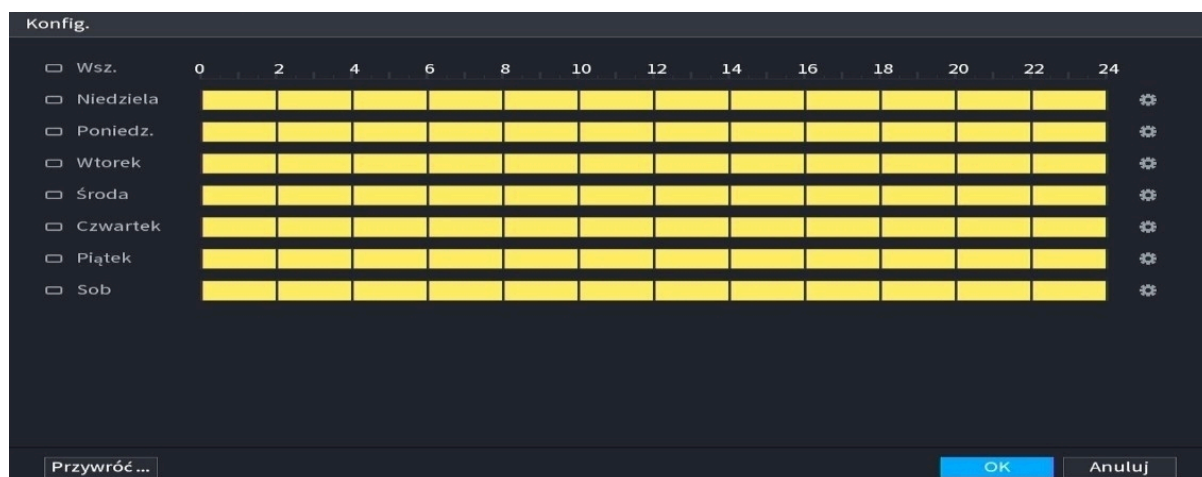 Konfig.
Wsz. 0 2 4 6 8 10 12 14 16 18 20 22 24
Niedziela
Poniedz.
Wtorek
Środa
Czwartek
Piątek
Sob
Przywróć ... OK Anuluj